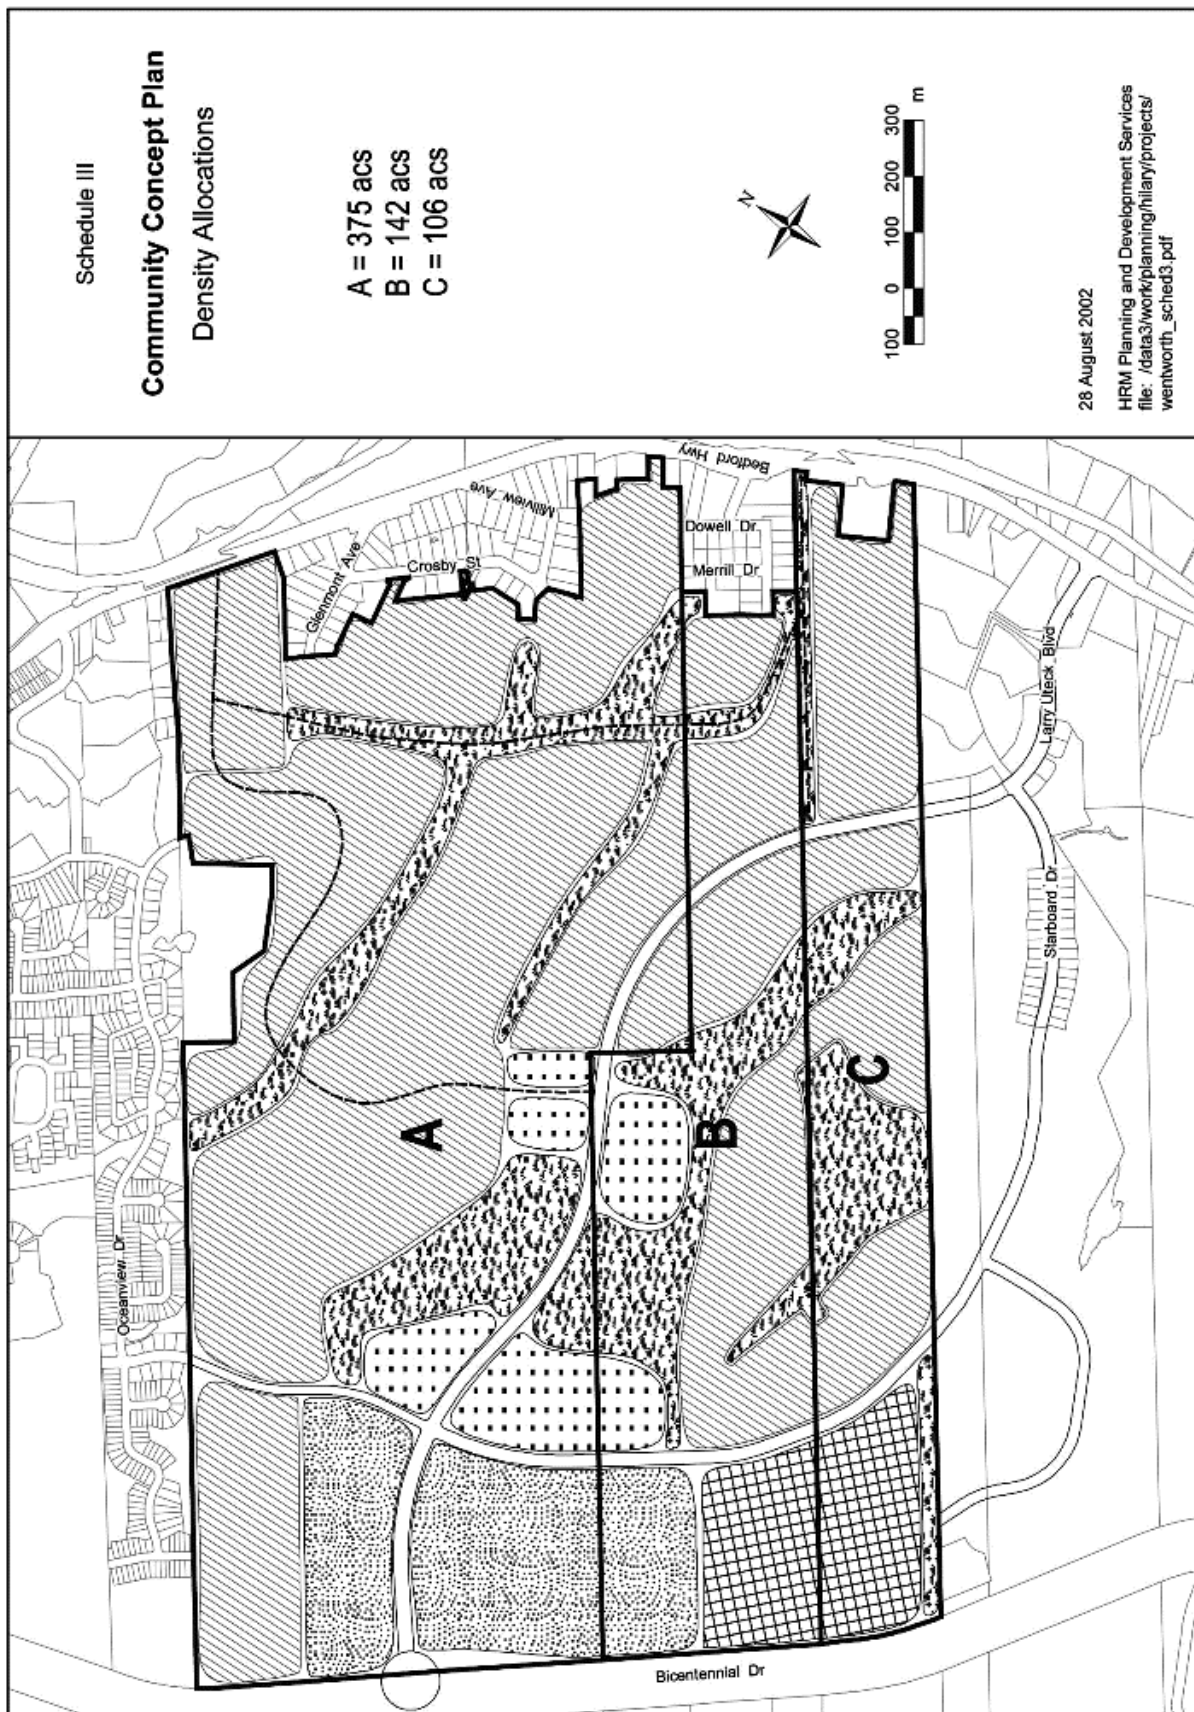 Schedule III
Community Concept Plan
Density Allocations
A = 375 acs
B = 142 acs
C = 106 acs
N
100 0 100 200 300 m
28 August 2002
HRM Planning and Development Services
file: /data3/work/planning/hilary/projects/
wentworth_sched3.pdf
Bedford Hwy
Millview Ave
Glenmont Ave
Crosby St
Dowell Dr
Merrill Dr
Larry Uteck Blvd
Starboard Dr
Oceanview Dr
A
B
C
Bicentennial Dr